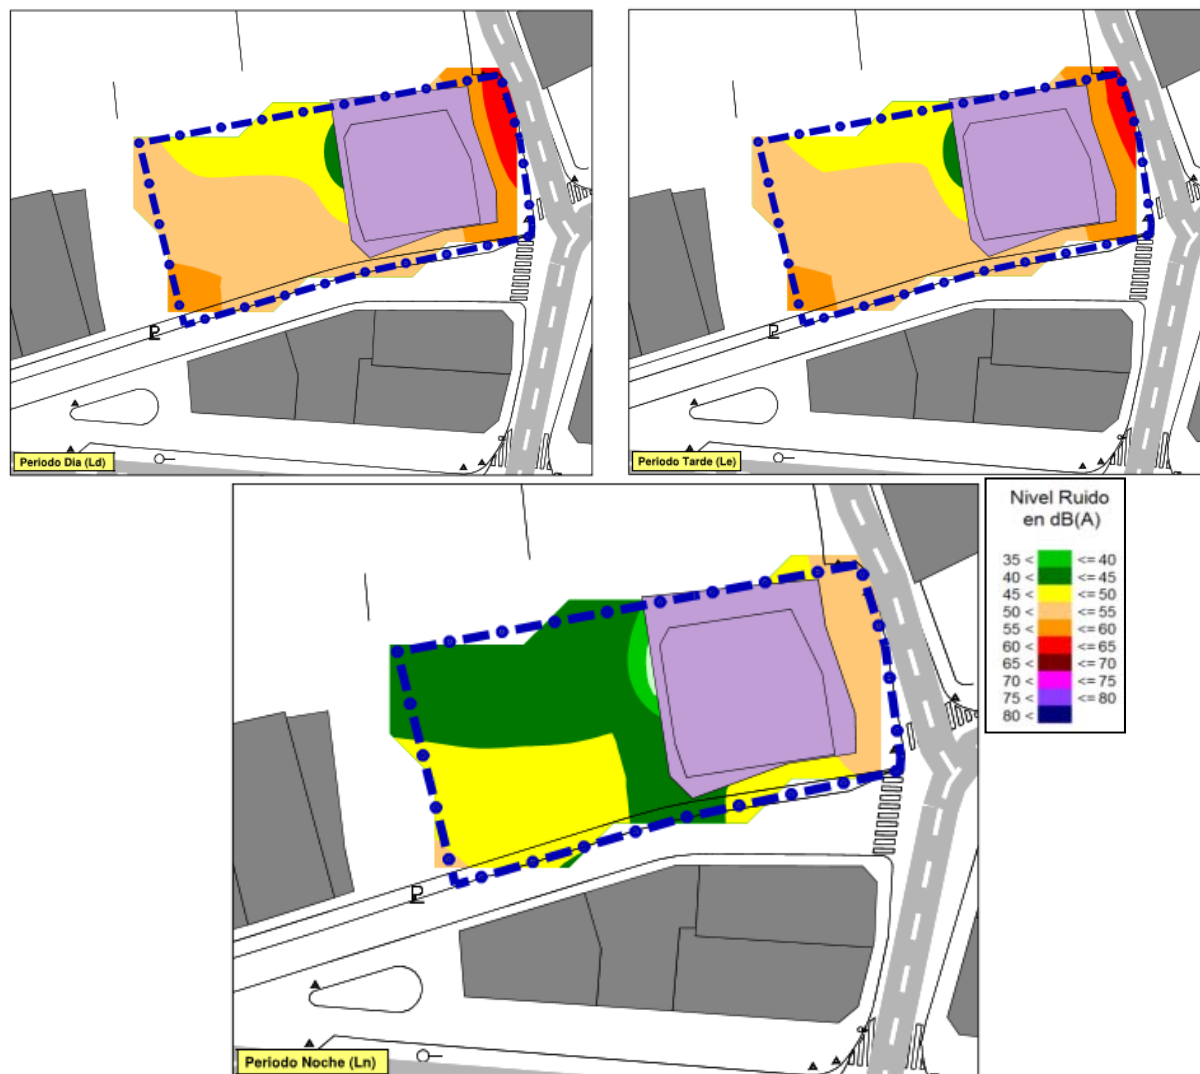 Periodo Dia (Ld)
Periodo Tarde (Le)
Nivel Ruido
en dB(A)
35 < <= 40
40 < <= 45
45 < <= 50
50 < <= 55
55 < <= 60
60 < <= 65
65 < <= 70
70 < <= 75
75 < <= 80
80 <
P
P
P
Periodo Noche (Ln)